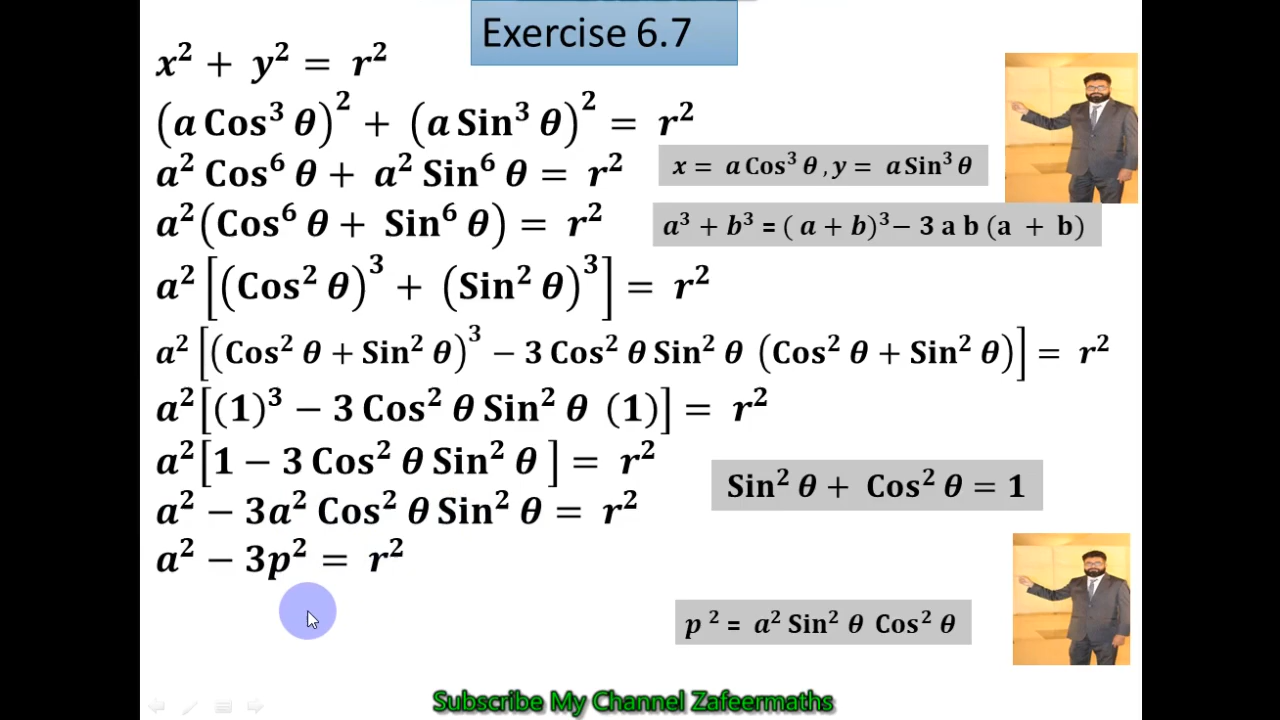 Exercise 6.7
x² + y² = r²
(a Cos³ θ)² + (a Sin³ θ)² = r²
a² Cos⁶ θ + a² Sin⁶ θ = r²
x = a Cos³ θ , y = a Sin³ θ
a²(Cos⁶ θ + Sin⁶ θ) = r²
a³ + b³ = ( a + b)³− 3 a b (a + b)
a² [(Cos² θ)³ + (Sin² θ)³] = r²
a² [(Cos² θ + Sin² θ)³ − 3 Cos² θ Sin² θ (Cos² θ + Sin² θ)] = r²
a²[(1)³ − 3 Cos² θ Sin² θ (1)] = r²
a²[1 − 3 Cos² θ Sin² θ ] = r²
Sin² θ + Cos² θ = 1
a² − 3a² Cos² θ Sin² θ = r²
a² − 3p² = r²
p ² = a² Sin² θ Cos² θ
Subscribe My Channel Zafeermaths